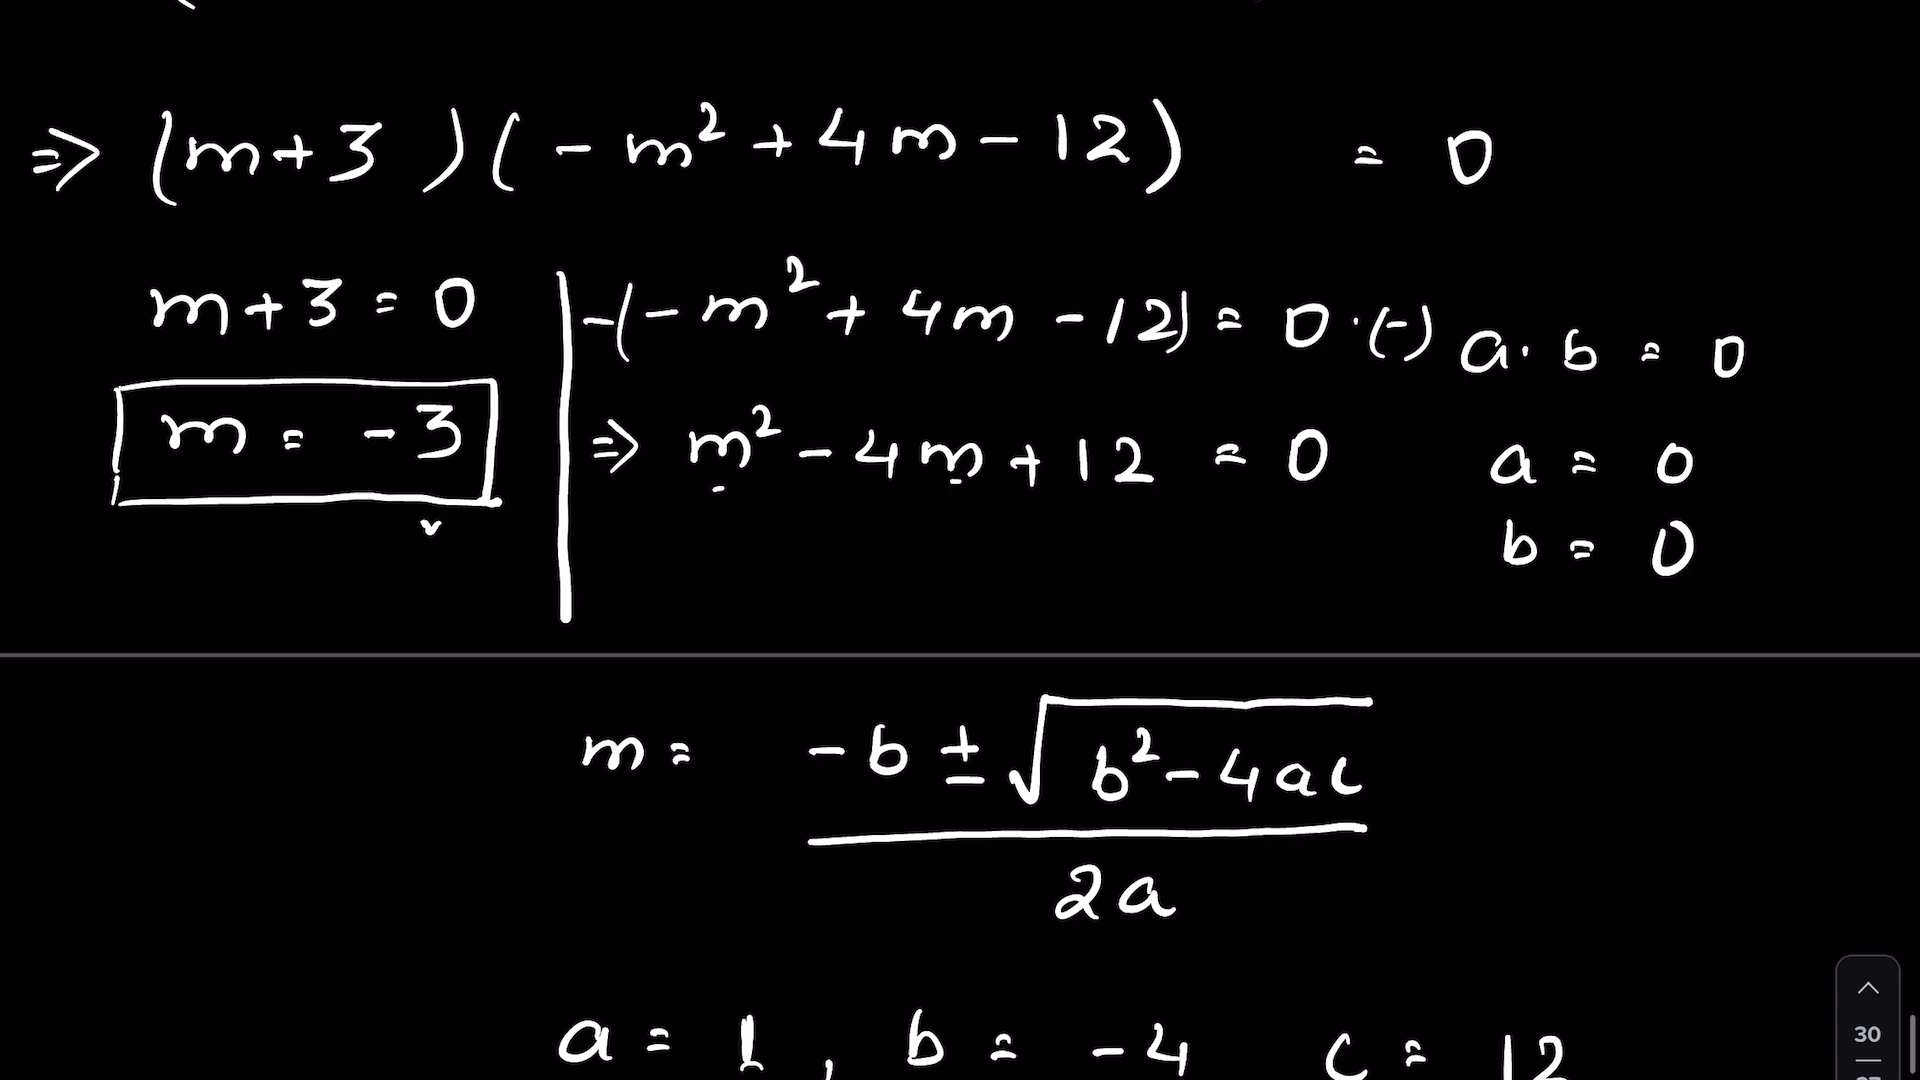 ⇒ (m+3)(-m²+4m-12) = 0
m+3=0
m = -3
-(-m²+4m-12) = 0·(-)
⇒ m²-4m+12 = 0
a·b = 0
a = 0
b = 0
m = (-b ± √(b²-4ac))/2a
a = 1, b = -4 c = 12
30